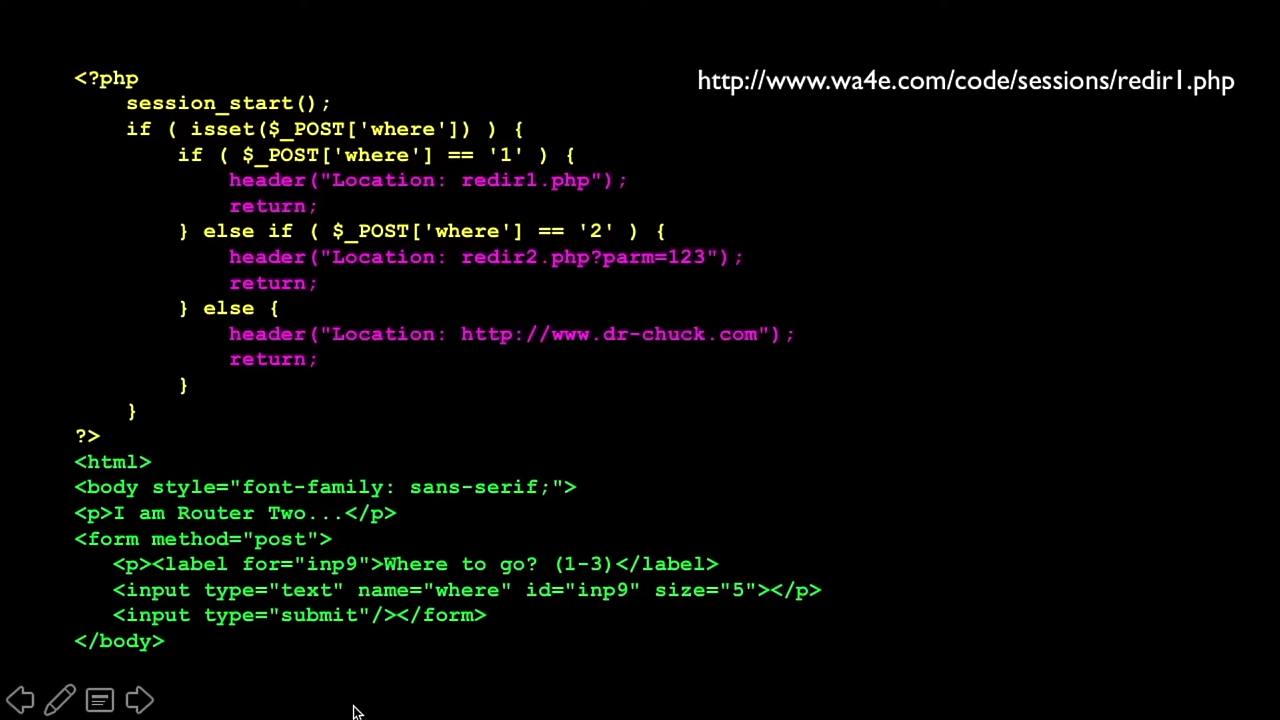 http://www.wa4e.com/code/sessions/redir1.php
<?php
    session_start();
    if ( isset($_POST['where']) ) {
        if ( $_POST['where'] == '1' ) {
            header("Location: redir1.php");
            return;
        } else if ( $_POST['where'] == '2' ) {
            header("Location: redir2.php?parm=123");
            return;
        } else {
            header("Location: http://www.dr-chuck.com");
            return;
        }
    }
?>
<html>
<body style="font-family: sans-serif;">
<p>I am Router Two...</p>
<form method="post">
   <p><label for="inp9">Where to go? (1-3)</label>
   <input type="text" name="where" id="inp9" size="5"></p>
   <input type="submit"/></form>
</body>